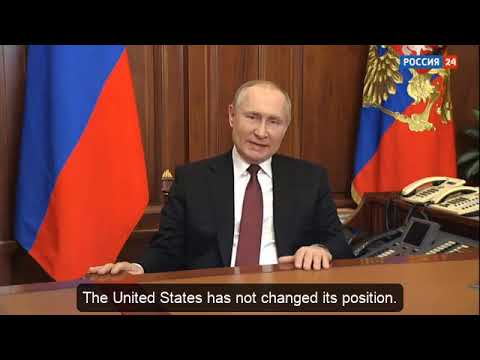 РОССИЯ 24
The United States has not changed its position.